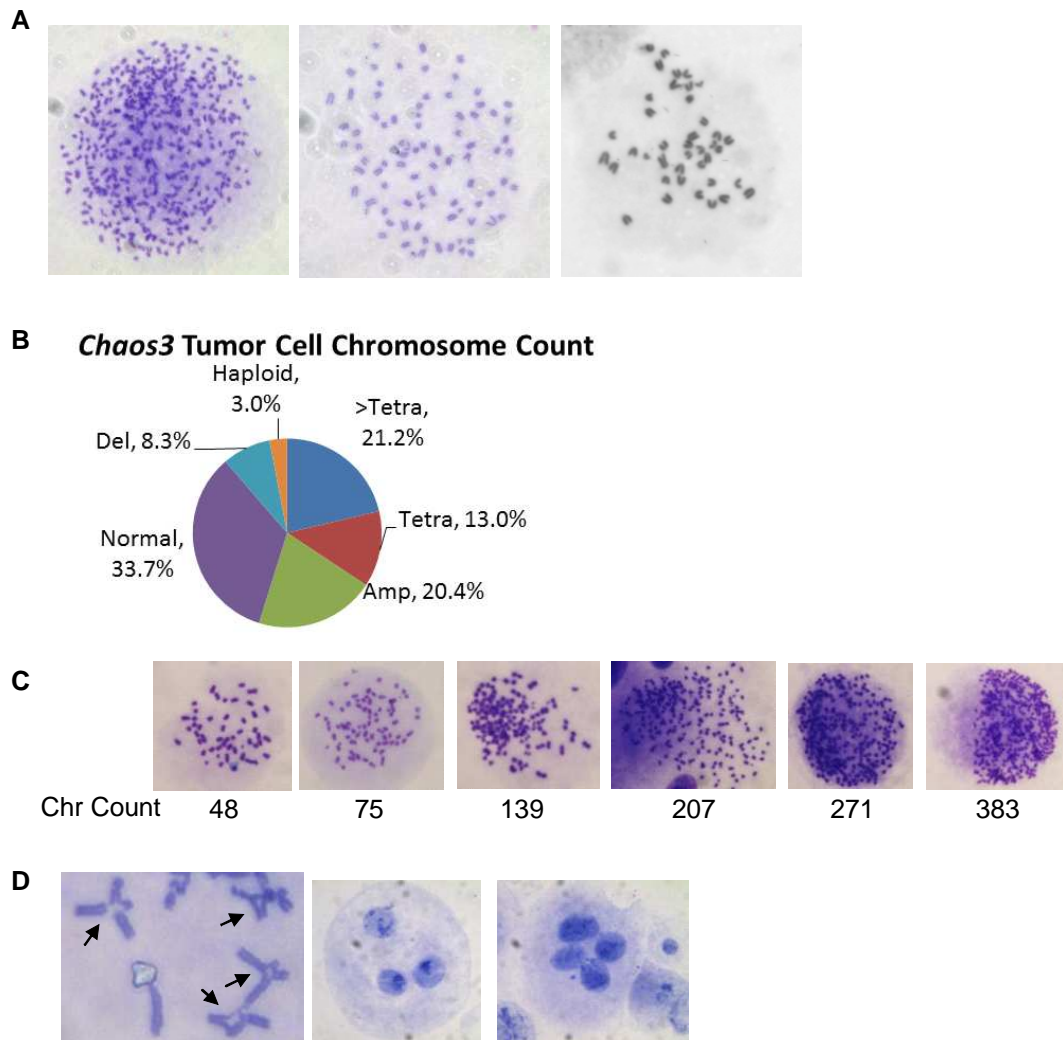 A
B
Chaos3 Tumor Cell Chromosome Count
Haploid,
3.0%
>Tetra,
21.2%
Del, 8.3%
Tetra, 13.0%
Normal,
33.7%
Amp, 20.4%
C
Chr Count 48 75 139 207 271 383
D